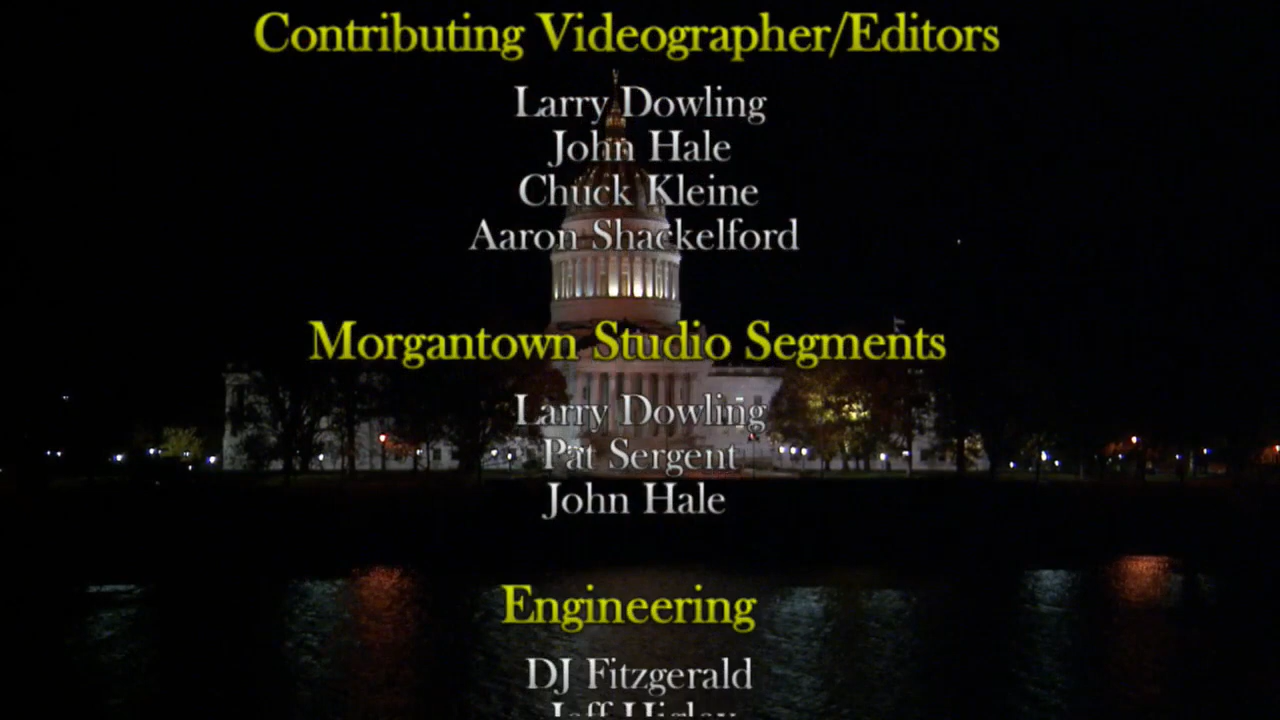 Contributing Videographer/Editors
Larry Dowling
John Hale
Chuck Kleine
Aaron Shackelford
Morgantown Studio Segments
Larry Dowling
Pat Sergent
John Hale
Engineering
DJ Fitzgerald
Jeff